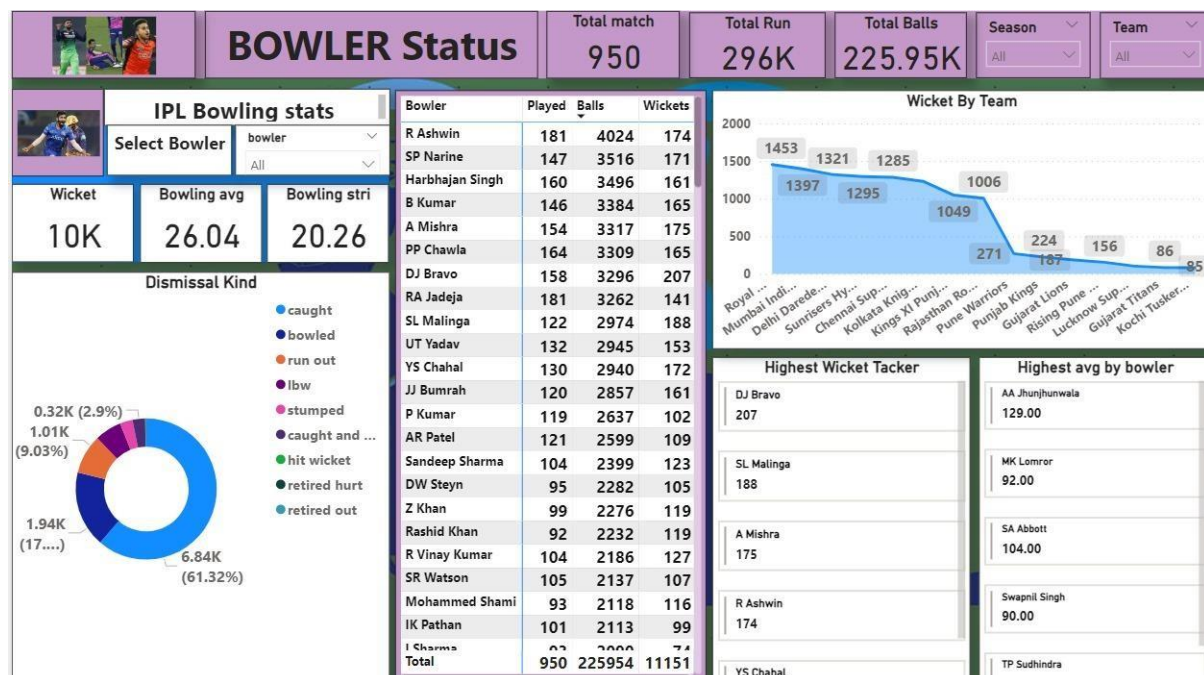 BOWLER Status
Total match
950
Total Run
296K
Total Balls
225.95K
Season
All
Team
All
IPL Bowling stats
Select Bowler
bowler
All
Wicket
10K
Bowling avg
26.04
Bowling stri
20.26
Dismissal Kind
caught
bowled
run out
lbw
stumped
caught and ...
hit wicket
retired hurt
retired out
0.32K (2.9%)
1.01K
(9.03%)
1.94K
(17....)
6.84K
(61.32%)
Bowler Played Balls Wickets
R Ashwin 181 4024 174
SP Narine 147 3516 171
Harbhajan Singh 160 3496 161
B Kumar 146 3384 165
A Mishra 154 3317 175
PP Chawla 164 3309 165
DJ Bravo 158 3296 207
RA Jadeja 181 3262 141
SL Malinga 122 2974 188
UT Yadav 132 2945 153
YS Chahal 130 2940 172
JJ Bumrah 120 2857 161
P Kumar 119 2637 102
AR Patel 121 2599 109
Sandeep Sharma 104 2399 123
DW Steyn 95 2282 105
Z Khan 99 2276 119
Rashid Khan 92 2232 119
R Vinay Kumar 104 2186 127
SR Watson 105 2137 107
Mohammed Shami 93 2118 116
IK Pathan 101 2113 99
Total 950 225954 11151
Wicket By Team
2000
1500
1000
500
0
1453
1397
1321
1295
1285
1049
1006
271
224
187
156
86
85
Royal ...
Mumbai Indi...
Delhi Darede...
Sunrisers Hy...
Chennai Sup...
Kolkata Knig...
Kings XI Punj...
Rajasthan Ro...
Pune Warriors
Punjab Kings
Gujarat Lions
Rising Pune ...
Lucknow Sup...
Gujarat Titans
Kochi Tusker...
Highest Wicket Tacker
DJ Bravo
207
SL Malinga
188
A Mishra
175
R Ashwin
174
YS Chahal
Highest avg by bowler
AA Jhunjhunwala
129.00
MK Lomror
92.00
SA Abbott
104.00
Swapnil Singh
90.00
TP Sudhindra